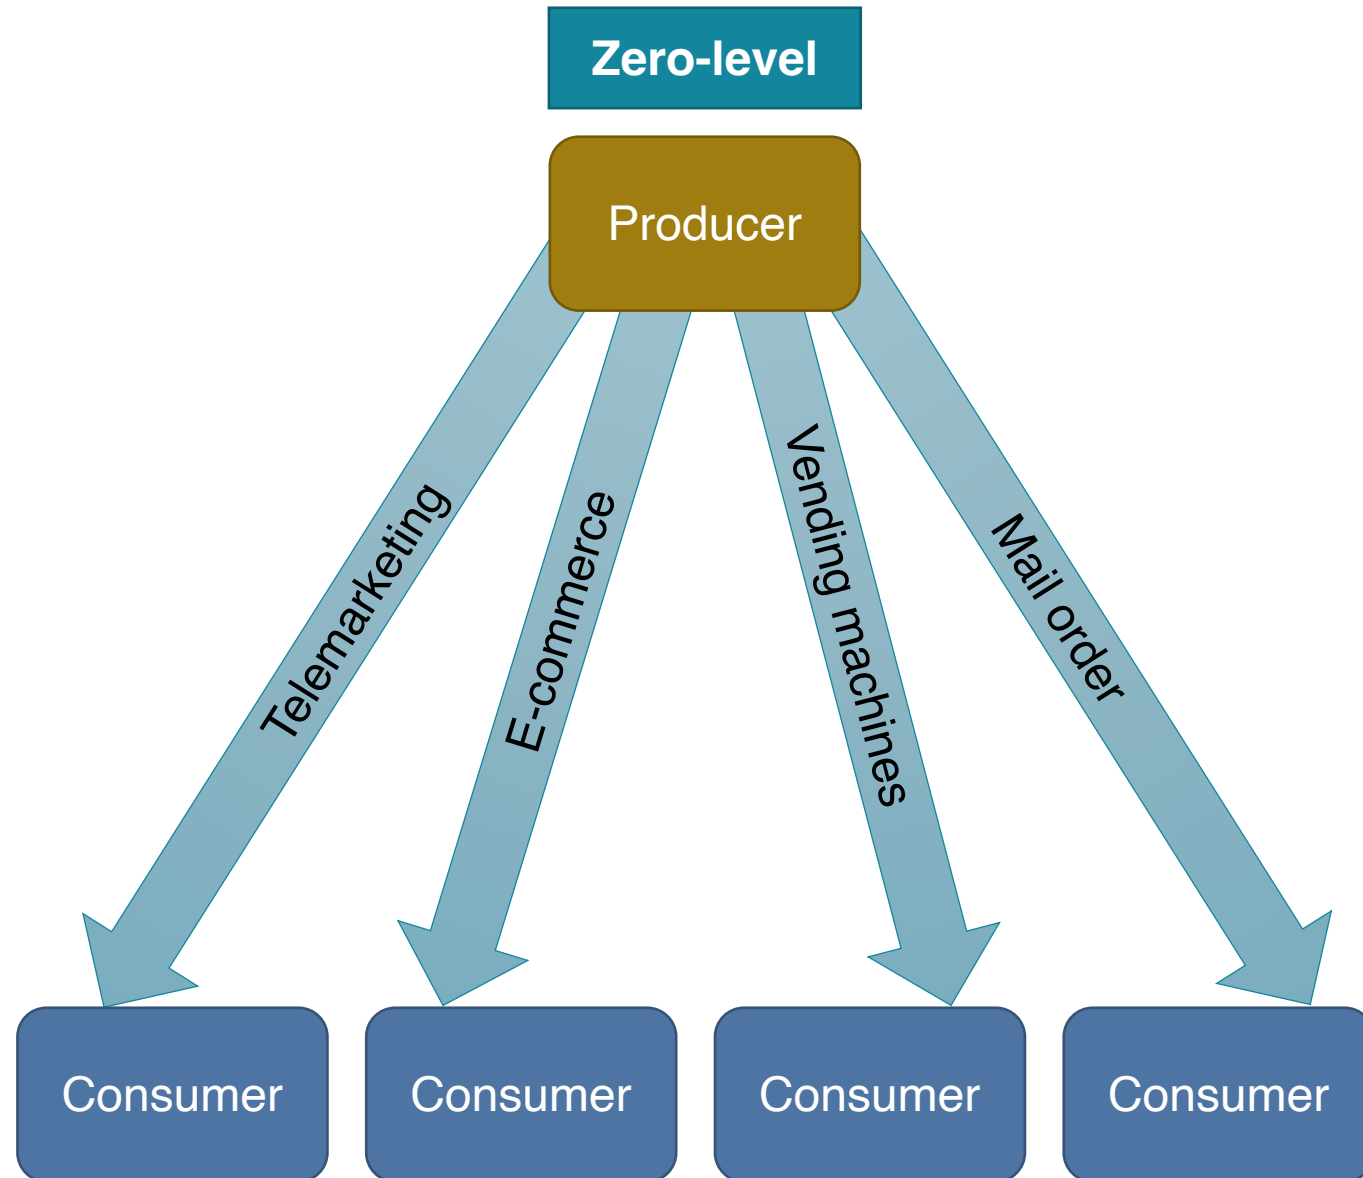 Zero-level
Producer
Telemarketing
E-commerce
Vending machines
Mail order
Consumer
Consumer
Consumer
Consumer